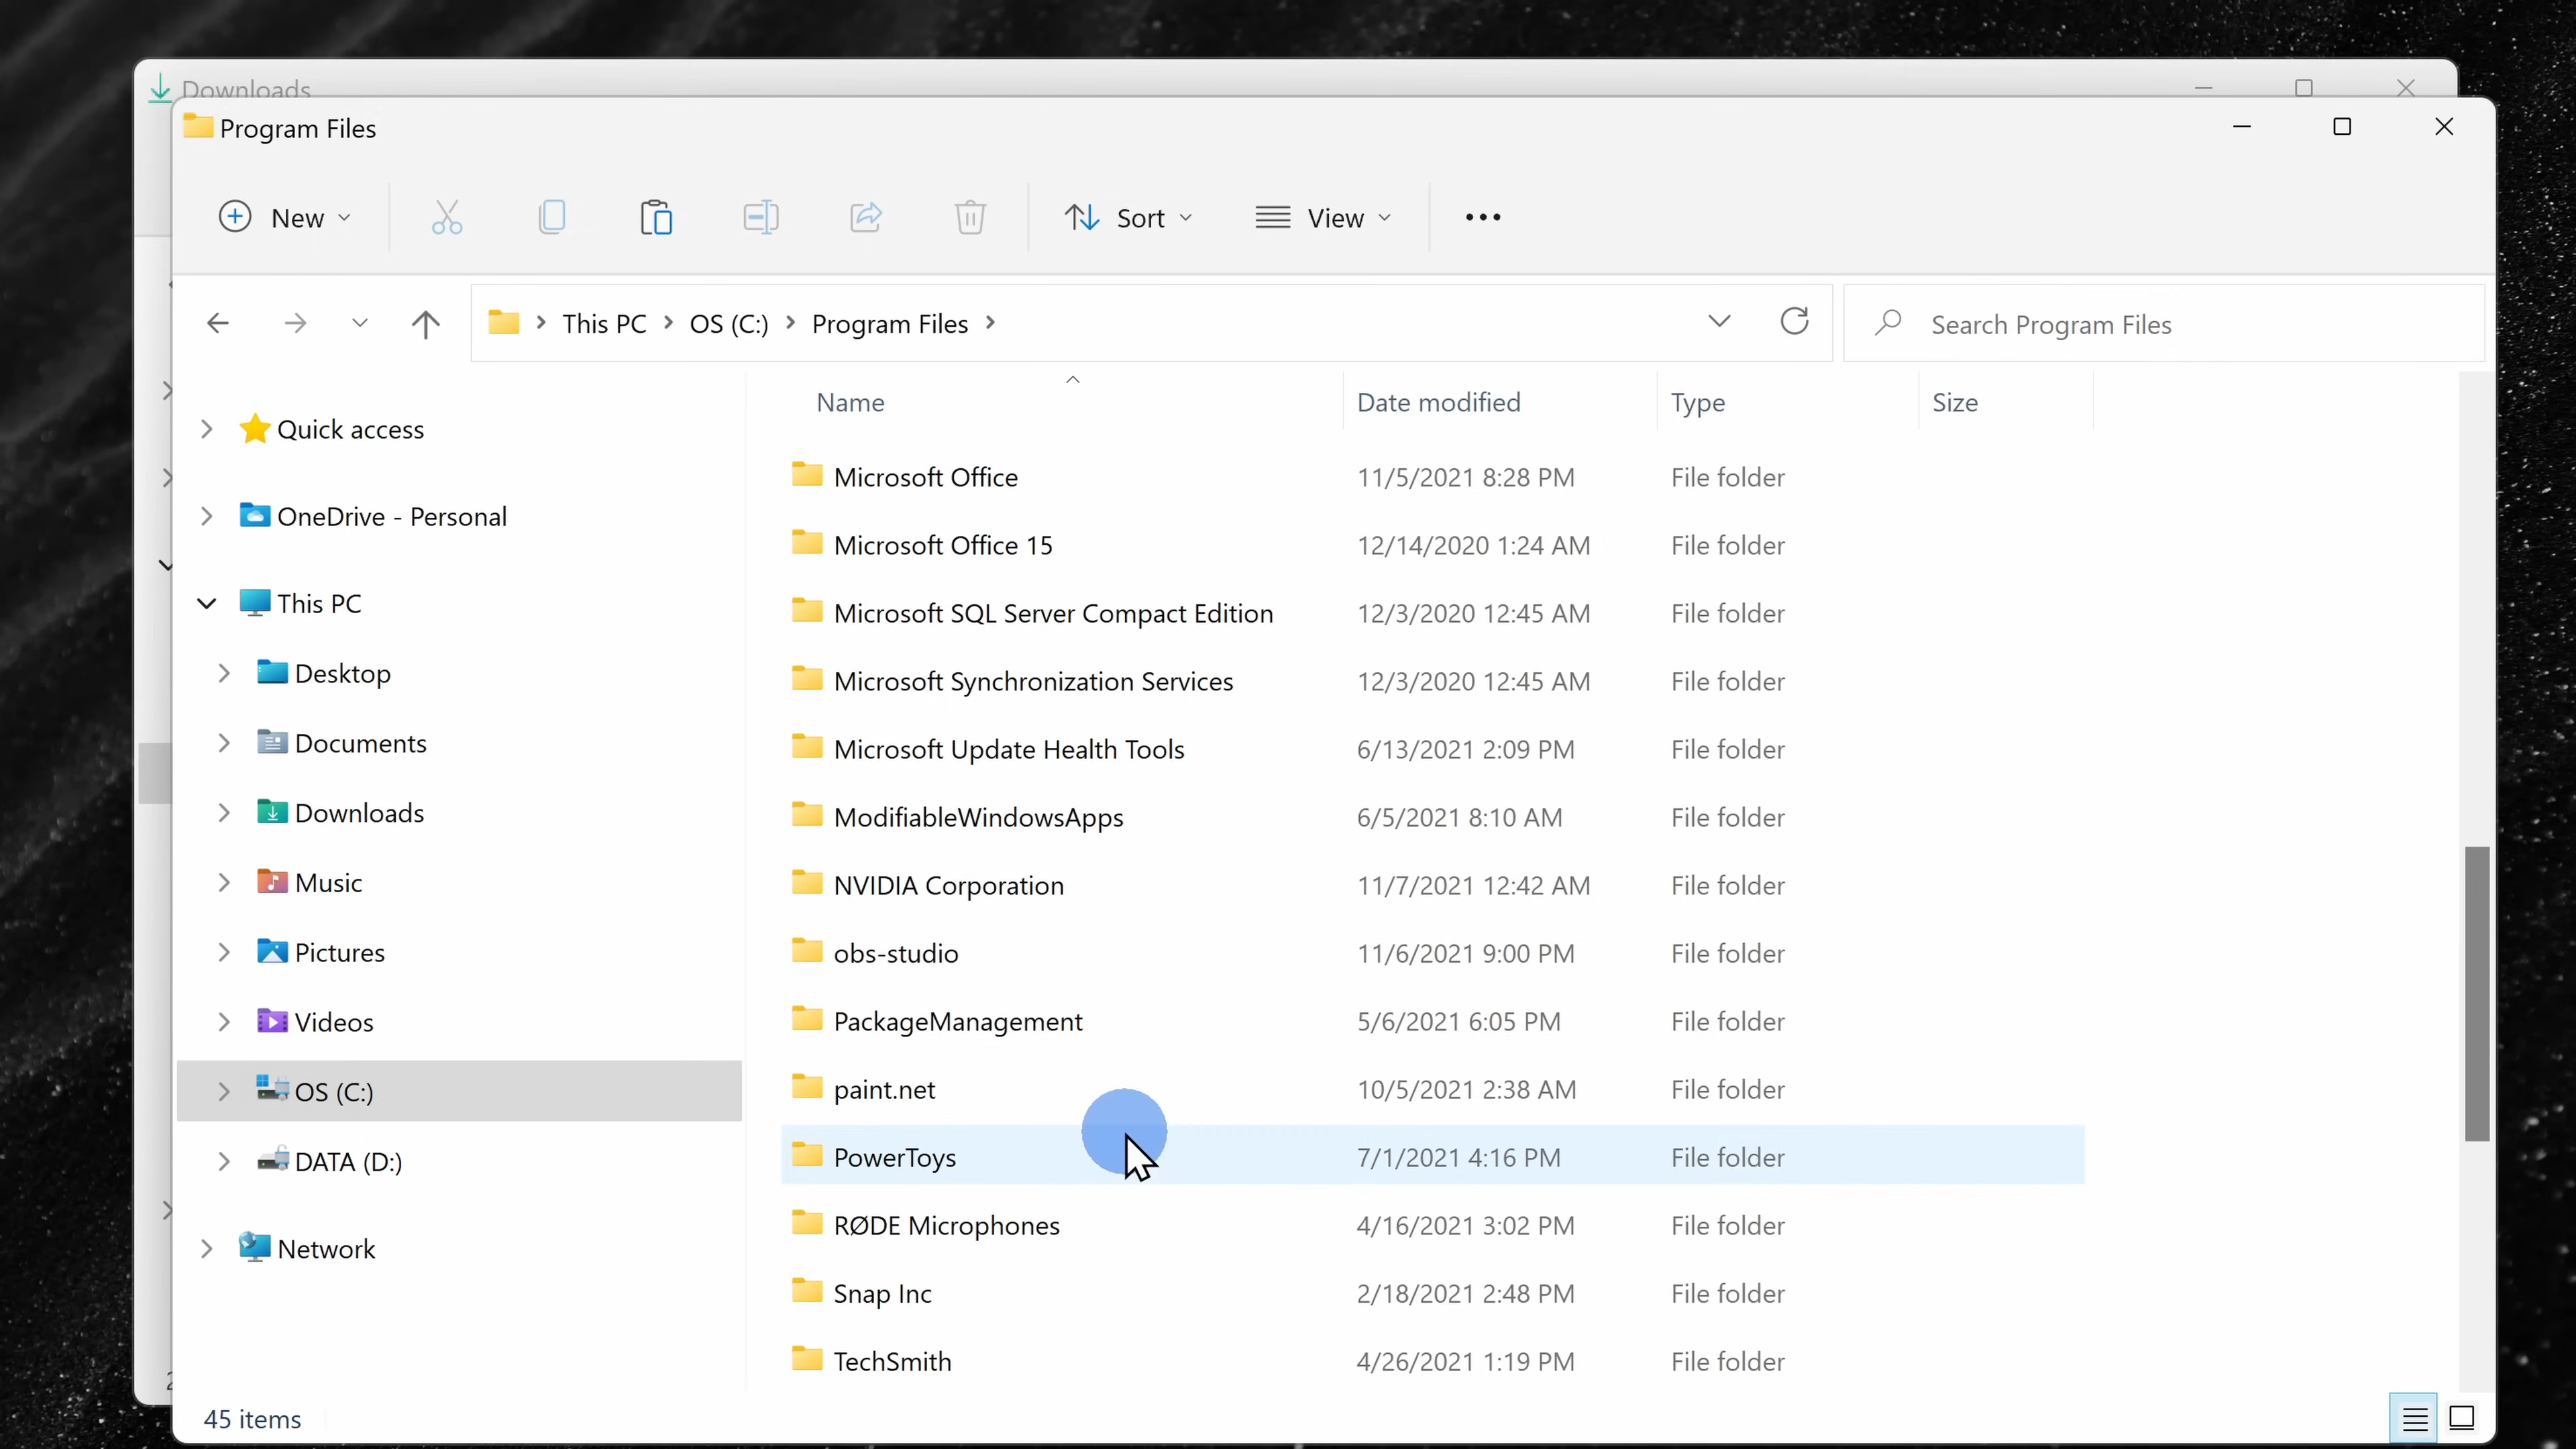 Downloads
Program Files
New
Sort
View
This PC
OS (C:)
Program Files
Search Program Files
Name
Date modified
Type
Size
Quick access
OneDrive - Personal
This PC
Desktop
Documents
Downloads
Music
Pictures
Videos
OS (C:)
DATA (D:)
Network
Microsoft Office 11/5/2021 8:28 PM File folder
Microsoft Office 15 12/14/2020 1:24 AM File folder
Microsoft SQL Server Compact Edition 12/3/2020 12:45 AM File folder
Microsoft Synchronization Services 12/3/2020 12:45 AM File folder
Microsoft Update Health Tools 6/13/2021 2:09 PM File folder
ModifiableWindowsApps 6/5/2021 8:10 AM File folder
NVIDIA Corporation 11/7/2021 12:42 AM File folder
obs-studio 11/6/2021 9:00 PM File folder
PackageManagement 5/6/2021 6:05 PM File folder
paint.net 10/5/2021 2:38 AM File folder
PowerToys 7/1/2021 4:16 PM File folder
RØDE Microphones 4/16/2021 3:02 PM File folder
Snap Inc 2/18/2021 2:48 PM File folder
TechSmith 4/26/2021 1:19 PM File folder
45 items